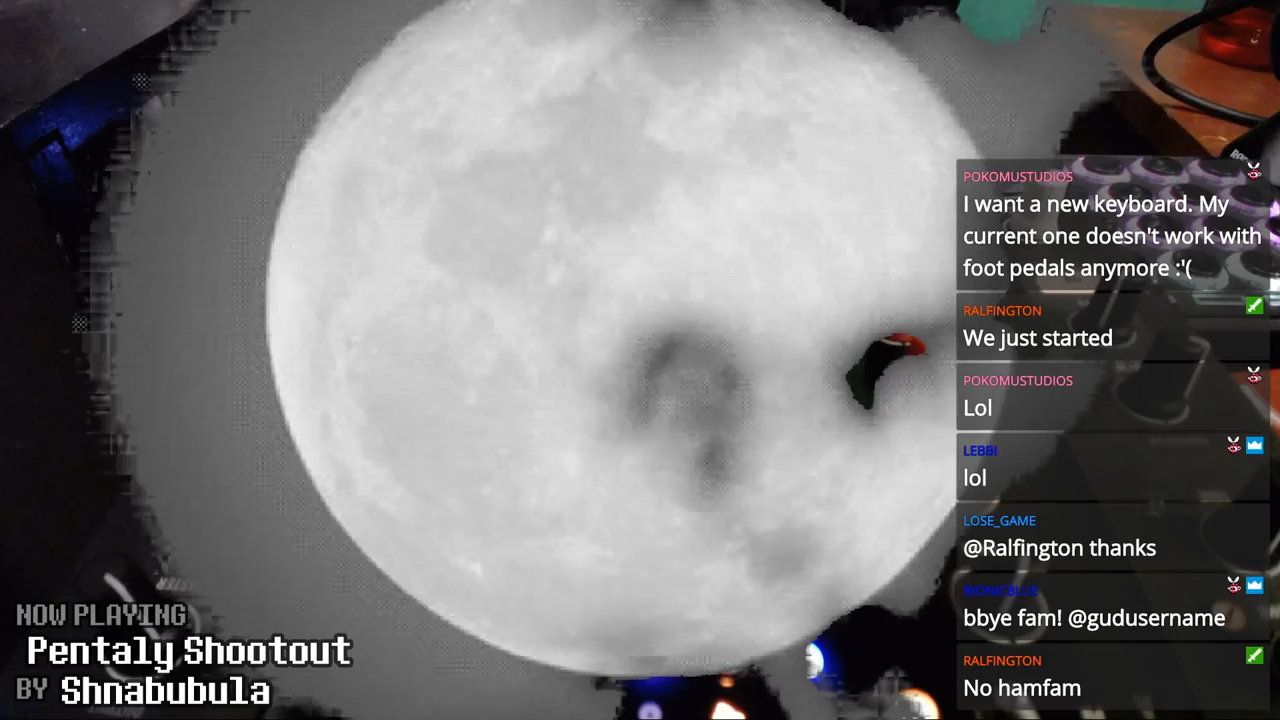 POKOMUSTUDIOS
I want a new keyboard. My
current one doesn't work with
foot pedals anymore :'(
RALFINGTON
We just started
POKOMUSTUDIOS
Lol
LEBBI
lol
LOSE_GAME
@Ralfington thanks
BIONICBLUE
bbye fam! @gudusername
RALFINGTON
No hamfam
NOW PLAYING
Pentaly Shootout
BY Shnabubula